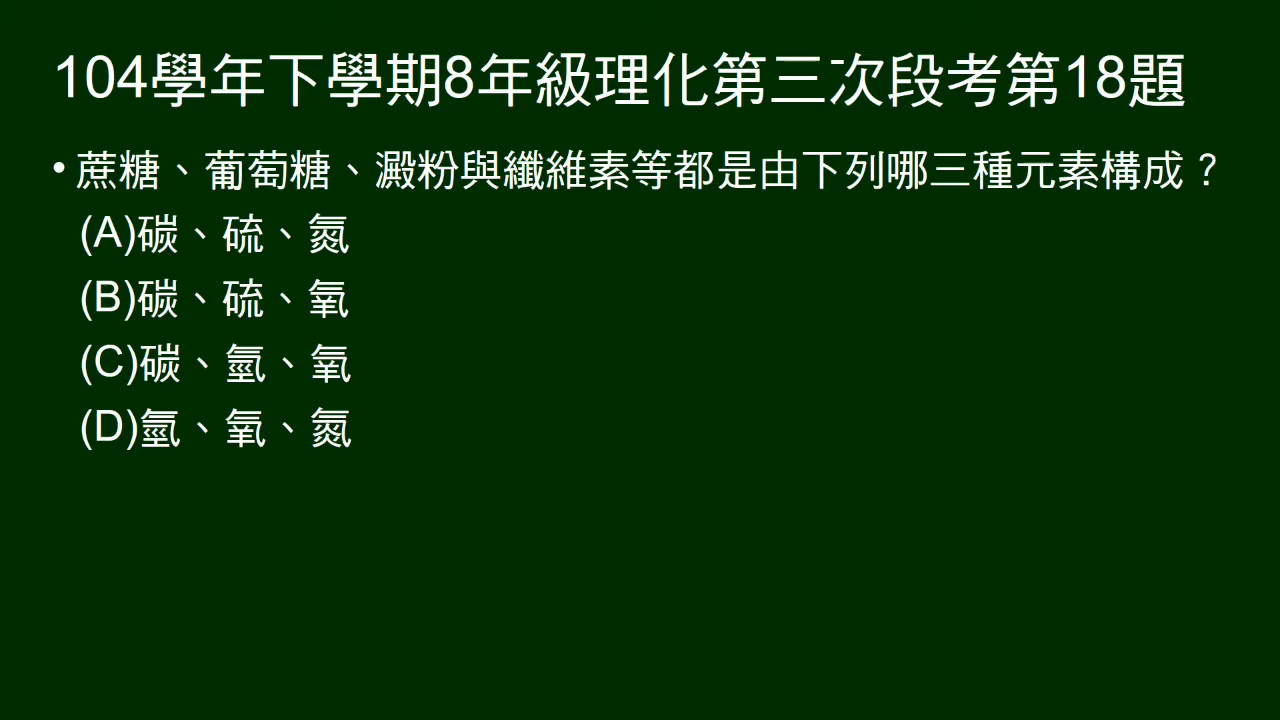 104學年下學期8年級理化第三次段考第18題
•蔗糖、葡萄糖、澱粉與纖維素等都是由下列哪三種元素構成？
(A)碳、硫、氮
(B)碳、硫、氧
(C)碳、氫、氧
(D)氫、氧、氮